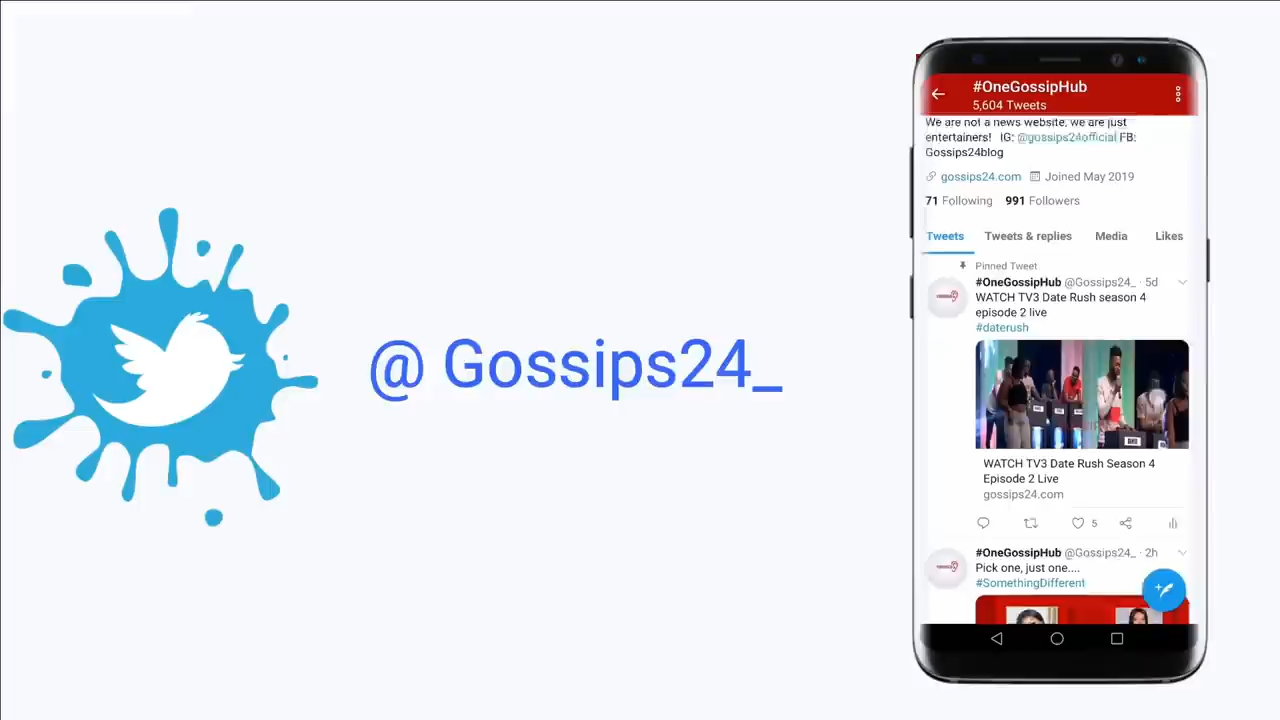 @ Gossips24_
#OneGossipHub
5,604 Tweets
We are not a news website, we are just
entertainers! IG: @gossips24official FB:
Gossips24blog
gossips24.com Joined May 2019
71 Following 991 Followers
Tweets Tweets & replies Media Likes
Pinned Tweet
#OneGossipHub @Gossips24_ · 5d
WATCH TV3 Date Rush season 4
episode 2 live
#daterush
WATCH TV3 Date Rush Season 4
Episode 2 Live
gossips24.com
5
#OneGossipHub @Gossips24_ · 2h
Pick one, just one....
#SomethingDifferent